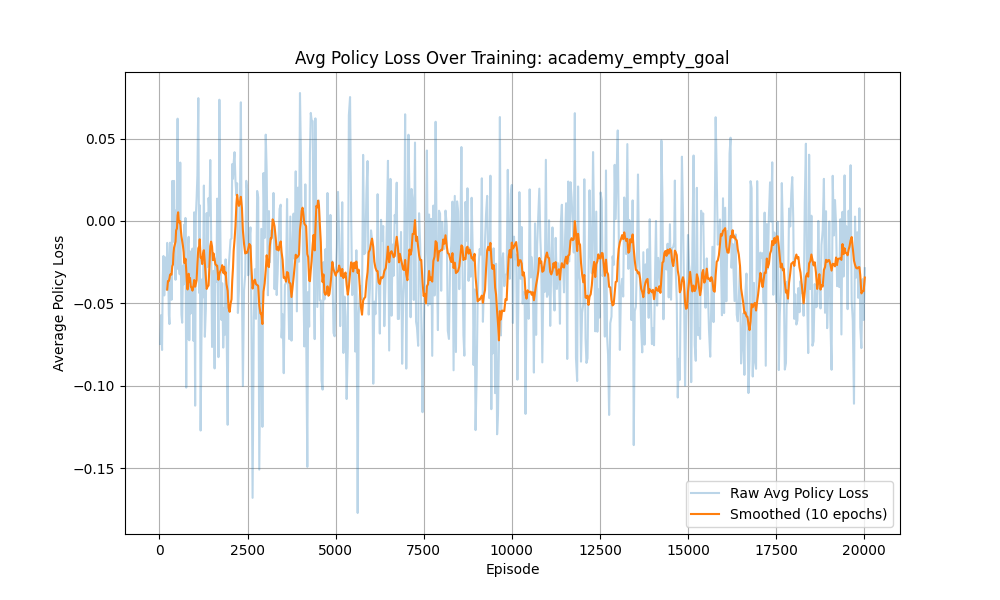 Avg Policy Loss Over Training: academy_empty_goal
Average Policy Loss
0.05
0.00
−0.05
−0.10
−0.15
0
2500
5000
7500
10000
12500
15000
17500
20000
Episode
Raw Avg Policy Loss
Smoothed (10 epochs)